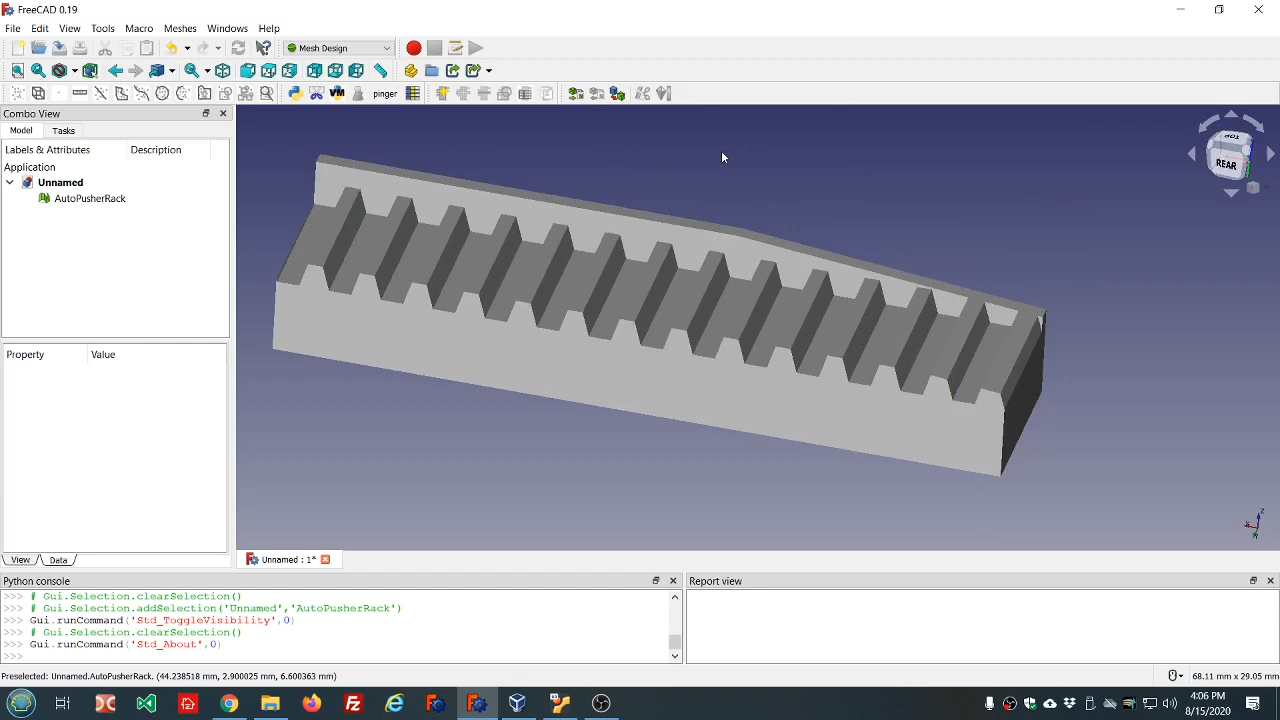 FreeCAD 0.19
File Edit View Tools Macro Meshes Windows Help
Mesh Design
pinger
Combo View
Model Tasks
Labels & Attributes Description
Application
Unnamed
AutoPusherRack
Property Value
View Data
TOP
REAR
Z
Unnamed : 1*
Python console
>>> # Gui.Selection.clearSelection()
>>> # Gui.Selection.addSelection('Unnamed','AutoPusherRack')
>>> Gui.runCommand('Std_ToggleVisibility',0)
>>> # Gui.Selection.clearSelection()
>>> Gui.runCommand('Std_About',0)
>>>
Report view
Preselected: Unnamed.AutoPusherRack. (44.238518 mm, 2.900025 mm, 6.600363 mm)
68.11 mm × 29.05 mm
4:06 PM
8/15/2020